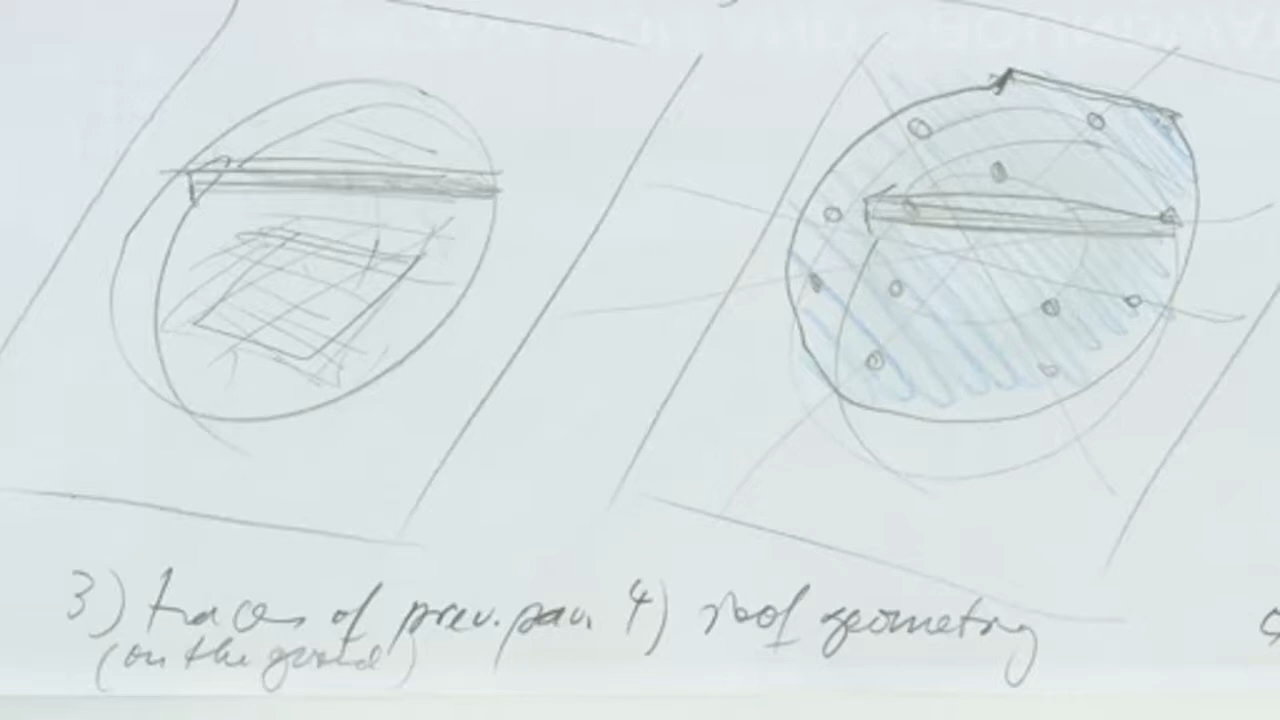 3) traces of prev. pav. 4) roof geometry
(on the ground)